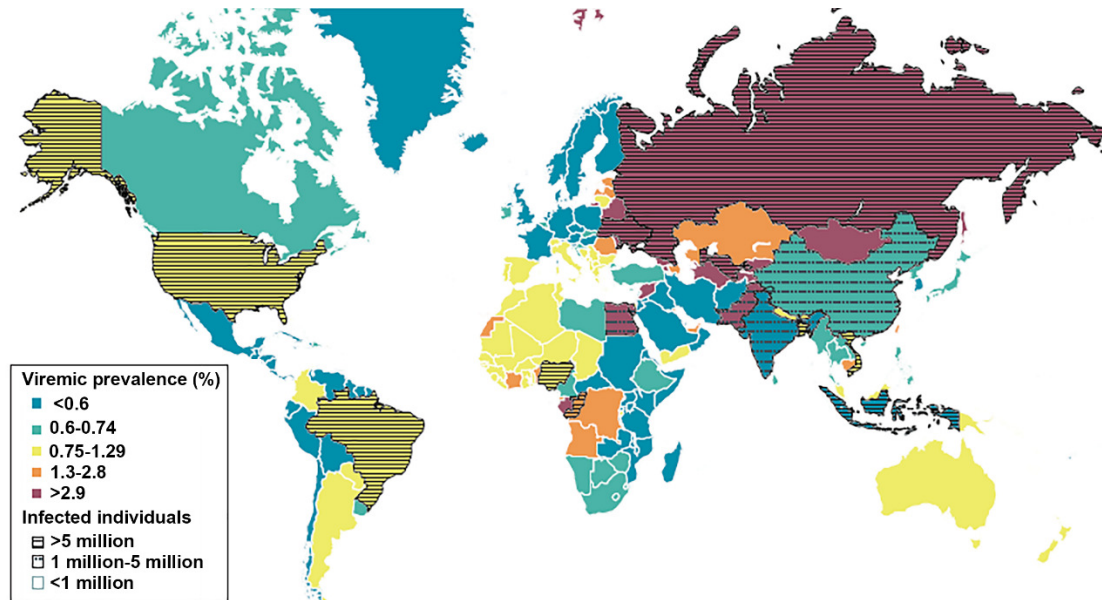 Viremic prevalence (%)
<0.6
0.6-0.74
0.75-1.29
1.3-2.8
>2.9
Infected individuals
>5 million
1 million-5 million
<1 million